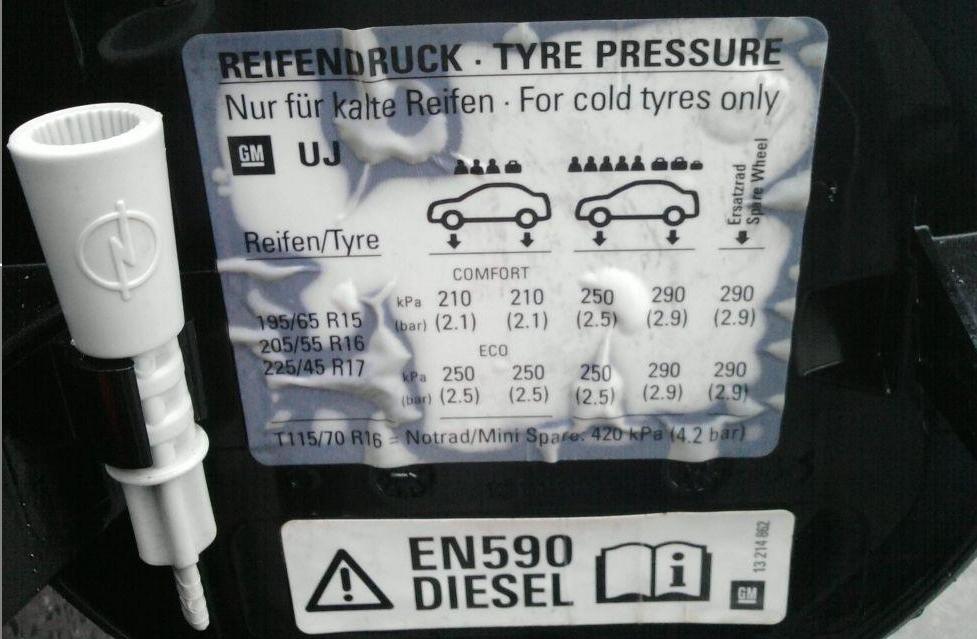 REIFENDRUCK · TYRE PRESSURE
Nur für kalte Reifen · For cold tyres only
GM UJ
Ersatzrad
Spare Wheel
Reifen/Tyre
COMFORT
kPa 210 210 250 290 290
195/65 R15 (bar) (2.1) (2.1) (2.5) (2.9) (2.9)
205/55 R16 ECO
225/45 R17 kPa 250 250 250 290 290
(bar) (2.5) (2.5) (2.5) (2.9) (2.9)
T115/70 R16 = Notrad/Mini Spare: 420 kPa (4.2 bar)
EN590
DIESEL
i
13 214 862
GM